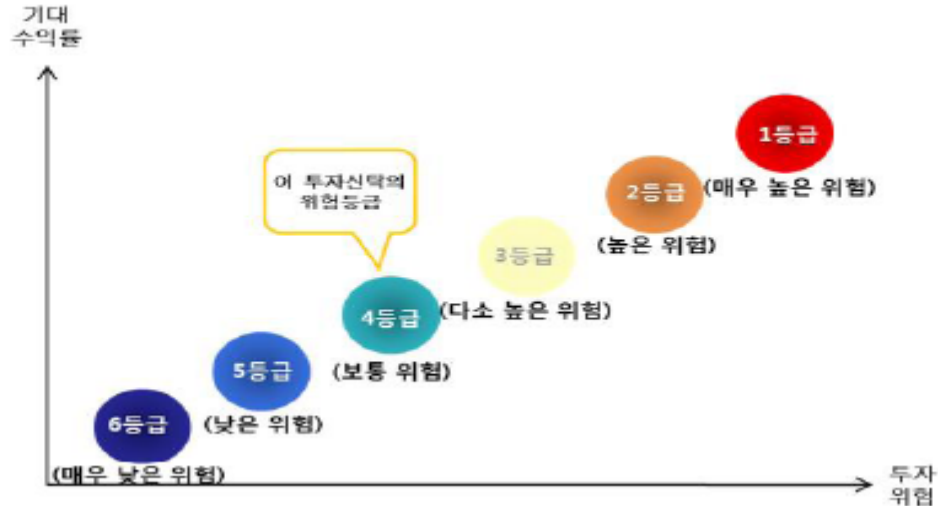 기대
수익률
1등급
(매우 높은 위험)
2등급
(높은 위험)
이 투자신탁의
위험등급
3등급
(다소 높은 위험)
4등급
(보통 위험)
5등급
(낮은 위험)
6등급
(매우 낮은 위험)
투자
위험